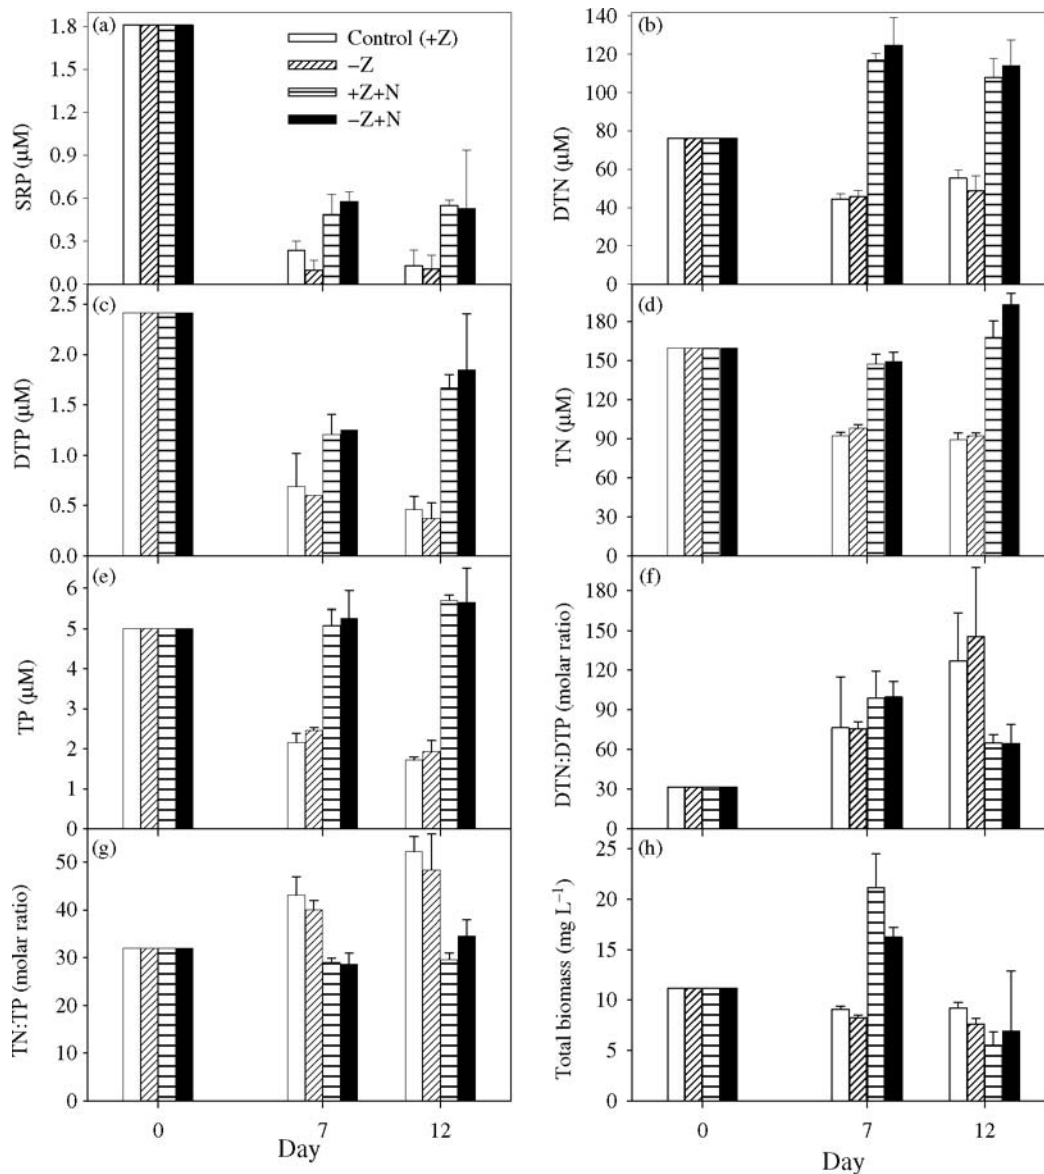 (a)
1.8
1.5
1.2
0.9
0.6
0.3
0.0
SRP (µM)
Control (+Z)
−Z
+Z+N
−Z+N
(b)
140
120
100
80
60
40
20
0
DTN
(µM)
(c)
2.5
2.0
1.5
1.0
0.5
0.0
DTP (µM)
(d)
180
150
120
90
60
30
0
TN
(µM)
(e)
6
5
4
3
2
1
0
TP (µM)
(f)
180
150
120
90
60
30
0
DTN:DTP (molar ratio)
(g)
50
40
30
20
10
0
TN:TP (molar ratio)
0
7
12
Day
(h)
25
20
15
10
5
0
Total biomass (mg L⁻¹)
0
7
12
Day